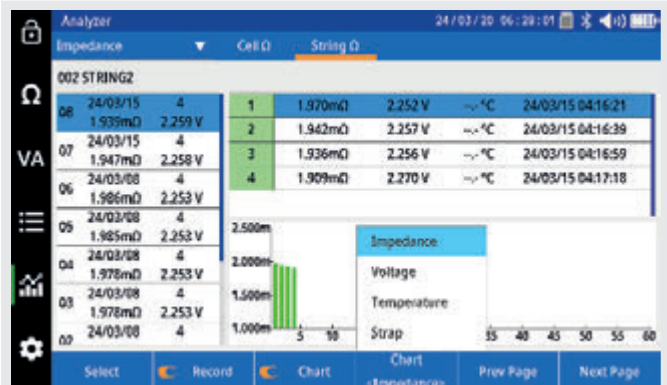 Analyzer 24/03/20 06:28:01
Impedance ▼ Cell Ω String Ω
002 STRING2
Ω
VA
08 24/03/15 4
1.939mΩ 2.259 V
07 24/03/15 4
1.947mΩ 2.258 V
06 24/03/08 4
1.986mΩ 2.253 V
05 24/03/08 4
1.985mΩ 2.253 V
04 24/03/08 4
1.978mΩ 2.253 V
03 24/03/08 4
1.978mΩ 2.253 V
02 24/03/08 4
1 1.970mΩ 2.252 V --.- °C 24/03/15 04:16:21
2 1.942mΩ 2.257 V --.- °C 24/03/15 04:16:39
3 1.936mΩ 2.256 V --.- °C 24/03/15 04:16:59
4 1.909mΩ 2.270 V --.- °C 24/03/15 04:17:18
2.500m
2.000m
1.500m
1.000m
5 10 35 40 45 50 55 60
Impedance
Voltage
Temperature
Strap
Select Record Chart Chart Prev Page Next Page
<Impedance>